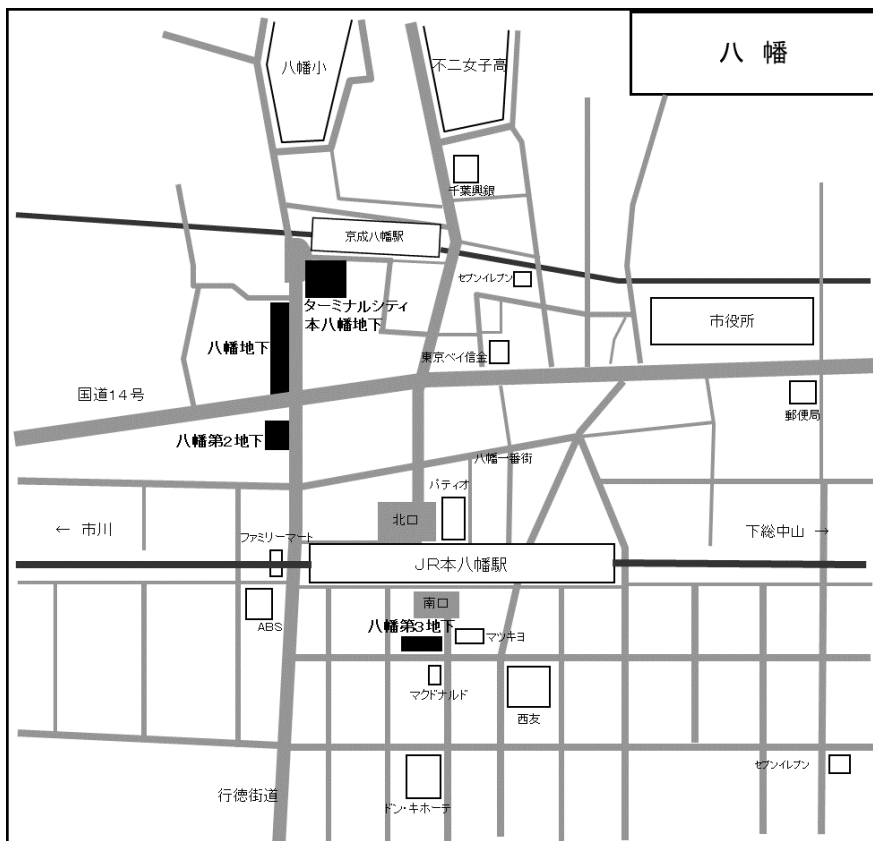 八 幡
八幡小
不二女子高
千葉興銀
京成八幡駅
セブンイレブン
ターミナルシティ
本八幡地下
市役所
八幡地下
東京ベイ信金
国道14号
郵便局
八幡第2地下
八幡一番街
パティオ
北口
← 市川
ファミリーマート
下総中山 →
JR本八幡駅
南口
ABS
八幡第3地下
マツキヨ
マクドナルド
西友
セブンイレブン
行徳街道
ドン・キホーテ